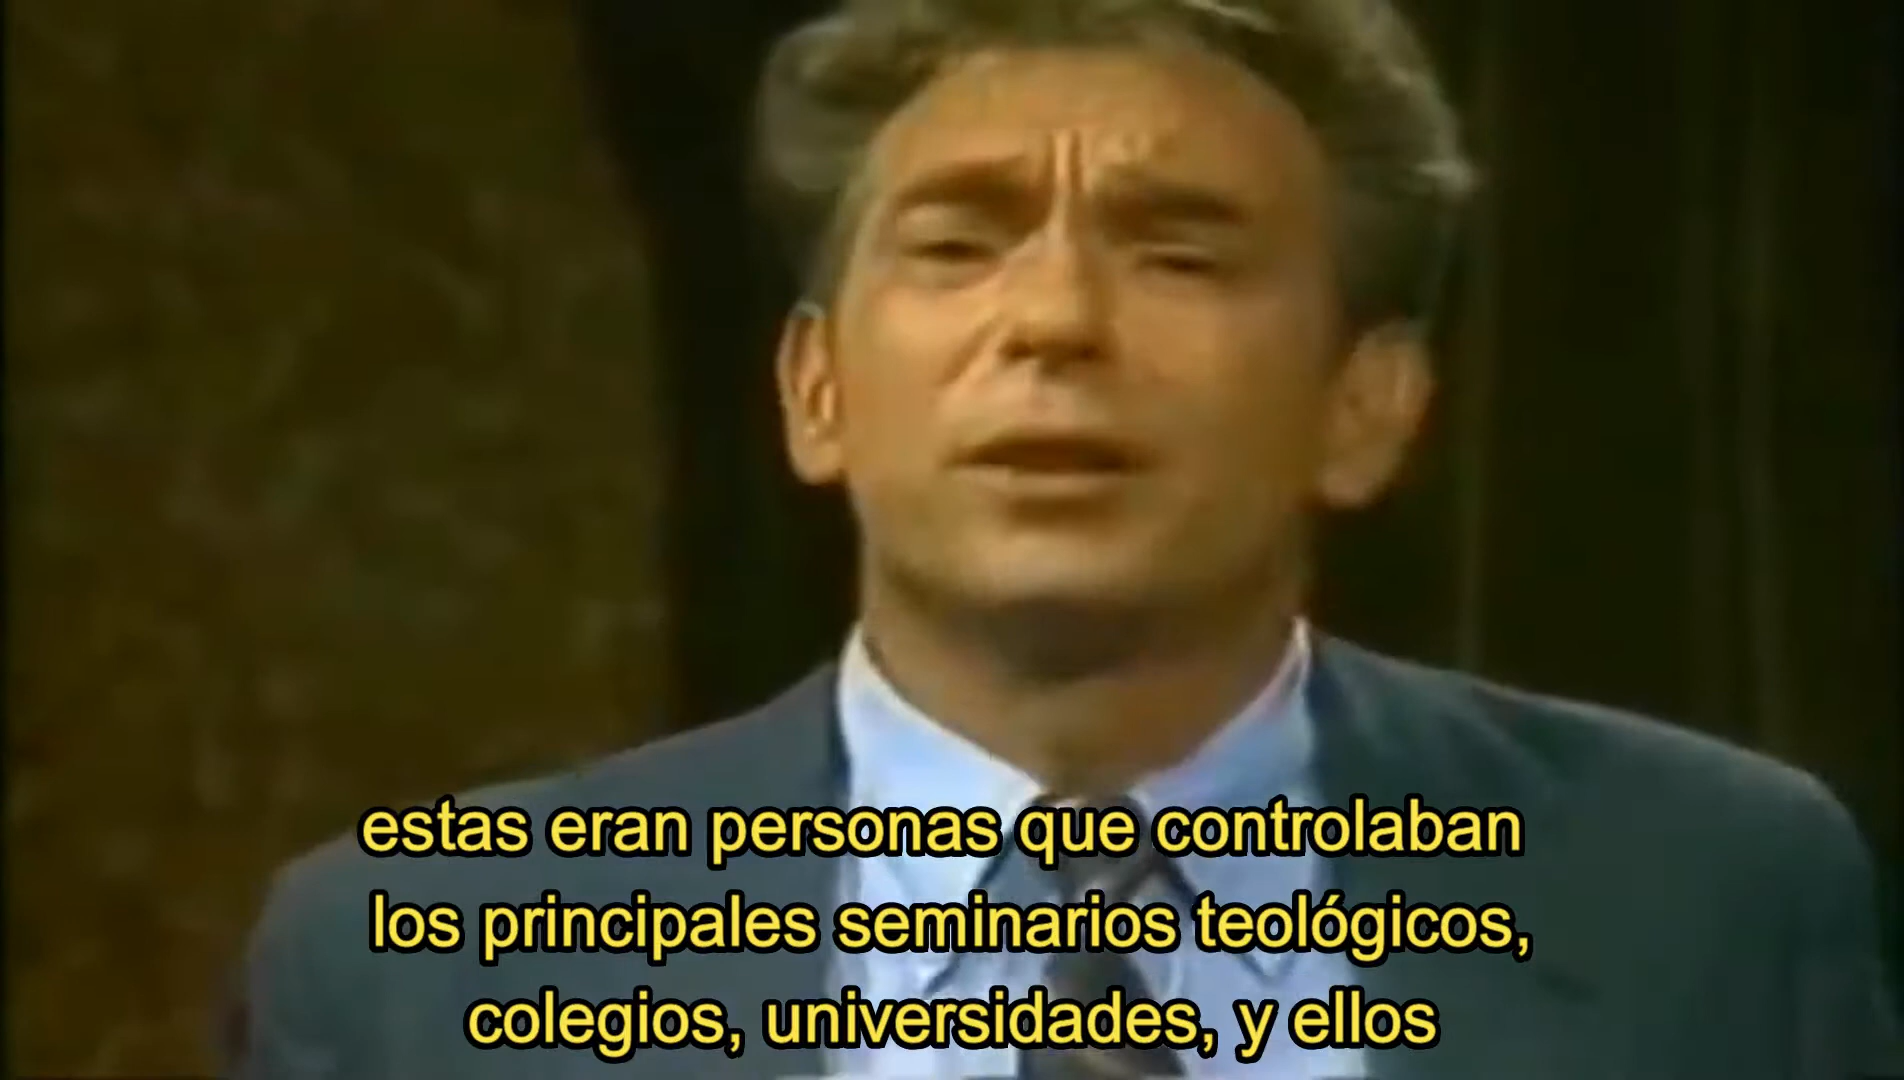 estas eran personas que controlaban
los principales seminarios teológicos,
colegios, universidades, y ellos